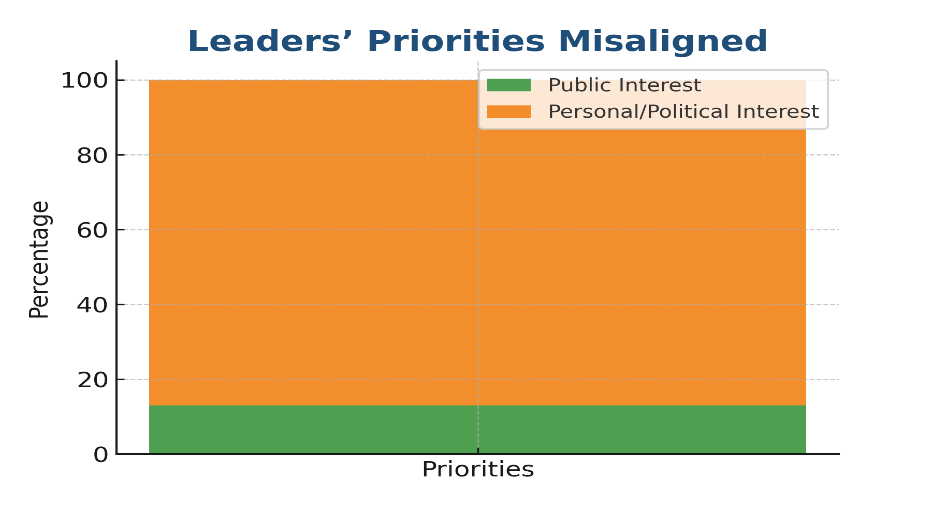 Leaders’ Priorities Misaligned
Public Interest
Personal/Political Interest
Percentage
100
80
60
40
20
0
Priorities